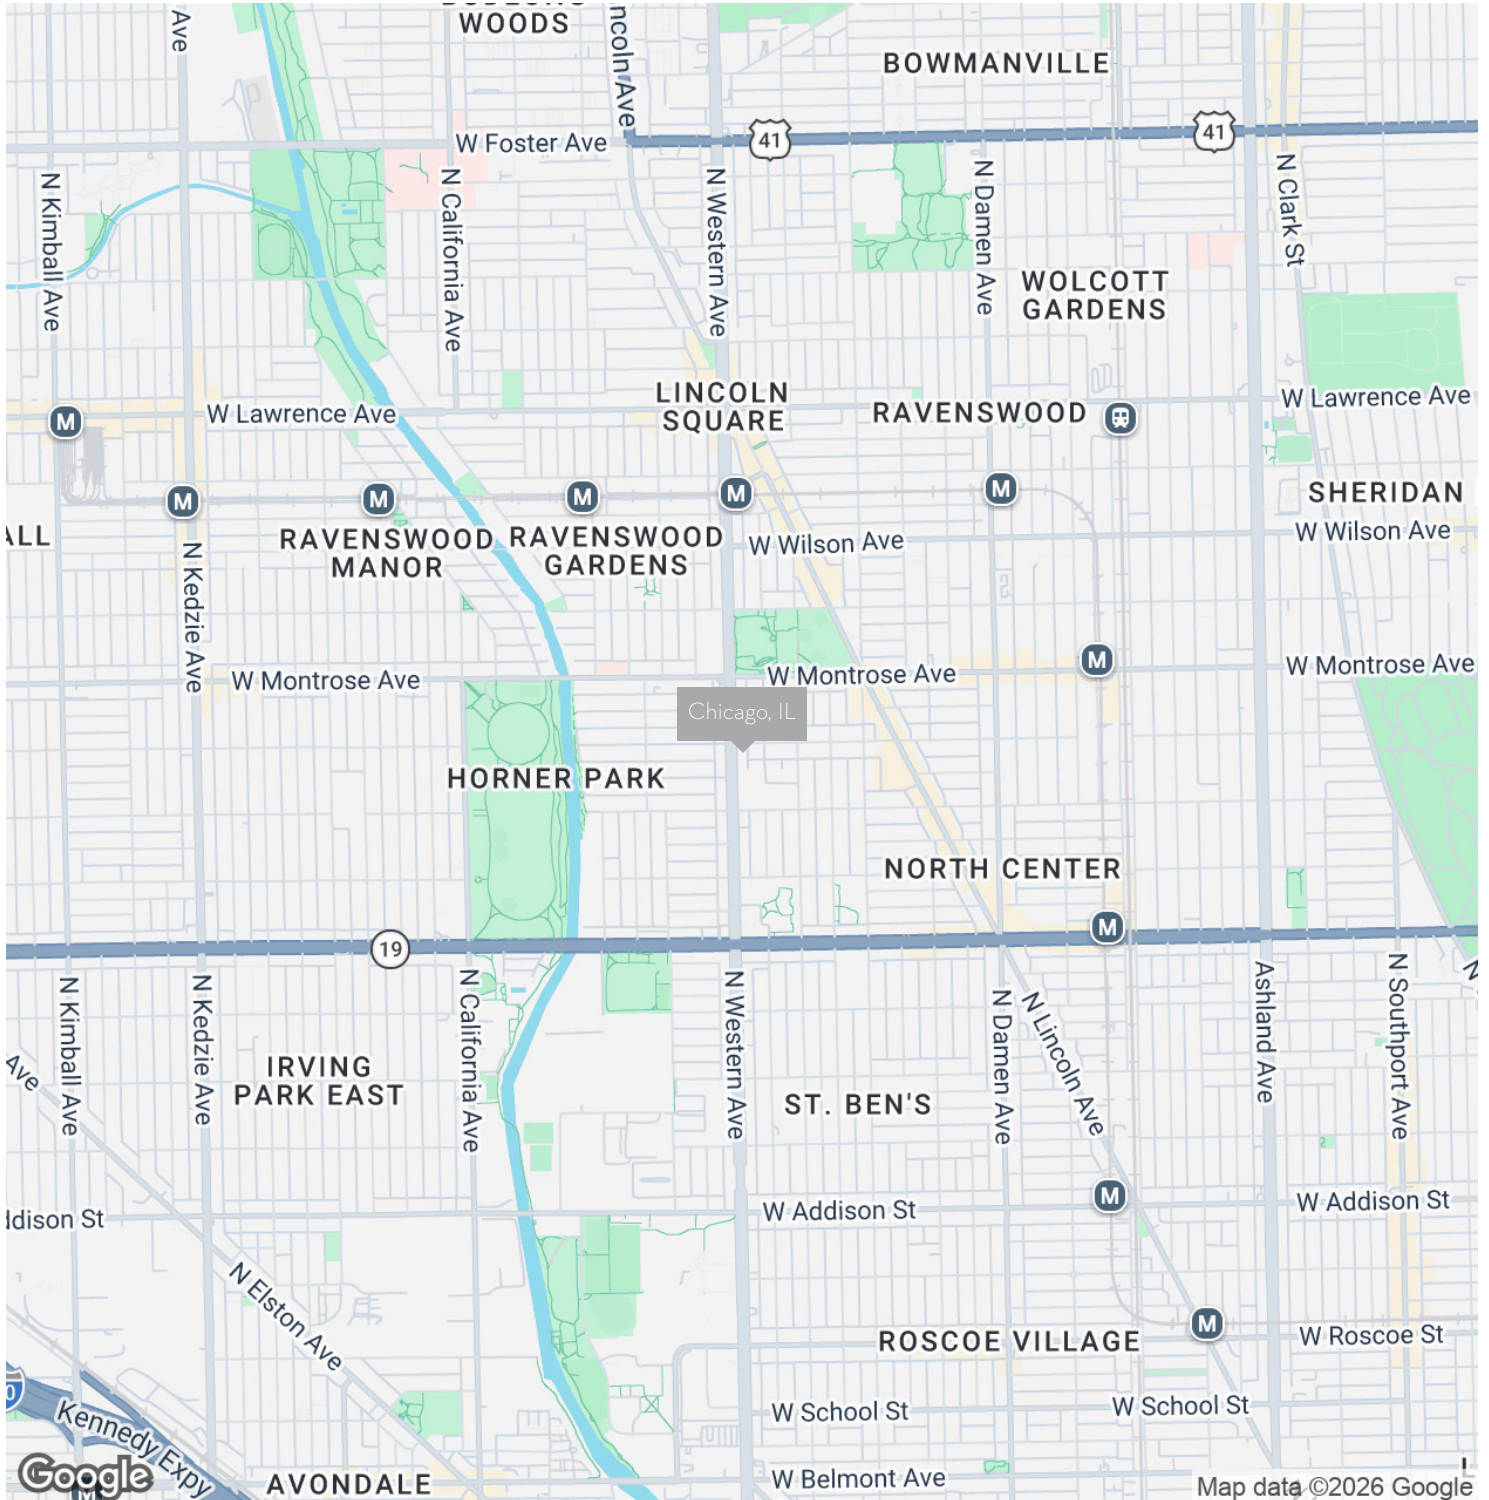 WOODS
Ave
ncoln Ave
BOWMANVILLE
41
41
W Foster Ave
N Kimball Ave
N California Ave
N Western Ave
N Damen Ave
N Clark St
WOLCOTT
GARDENS
LINCOLN
SQUARE
RAVENSWOOD
W Lawrence Ave
W Lawrence Ave
M
M
M
M
M
M
SHERIDAN
ALL
RAVENSWOOD
MANOR
RAVENSWOOD
GARDENS
W Wilson Ave
W Wilson Ave
N Kedzie Ave
M
W Montrose Ave
W Montrose Ave
W Montrose Ave
Chicago, IL
HORNER PARK
NORTH CENTER
M
19
N Kimball Ave
N Kedzie Ave
N California Ave
N Western Ave
N Damen Ave
N Lincoln Ave
Ashland Ave
N Southport Ave
Ave
IRVING
PARK EAST
ST. BEN'S
M
ddison St
W Addison St
W Addison St
N Elston Ave
M
ROSCOE VILLAGE
W Roscoe St
0
W School St
W School St
Kennedy Expy
Google
M
AVONDALE
W Belmont Ave
L
Map data ©2026 Google